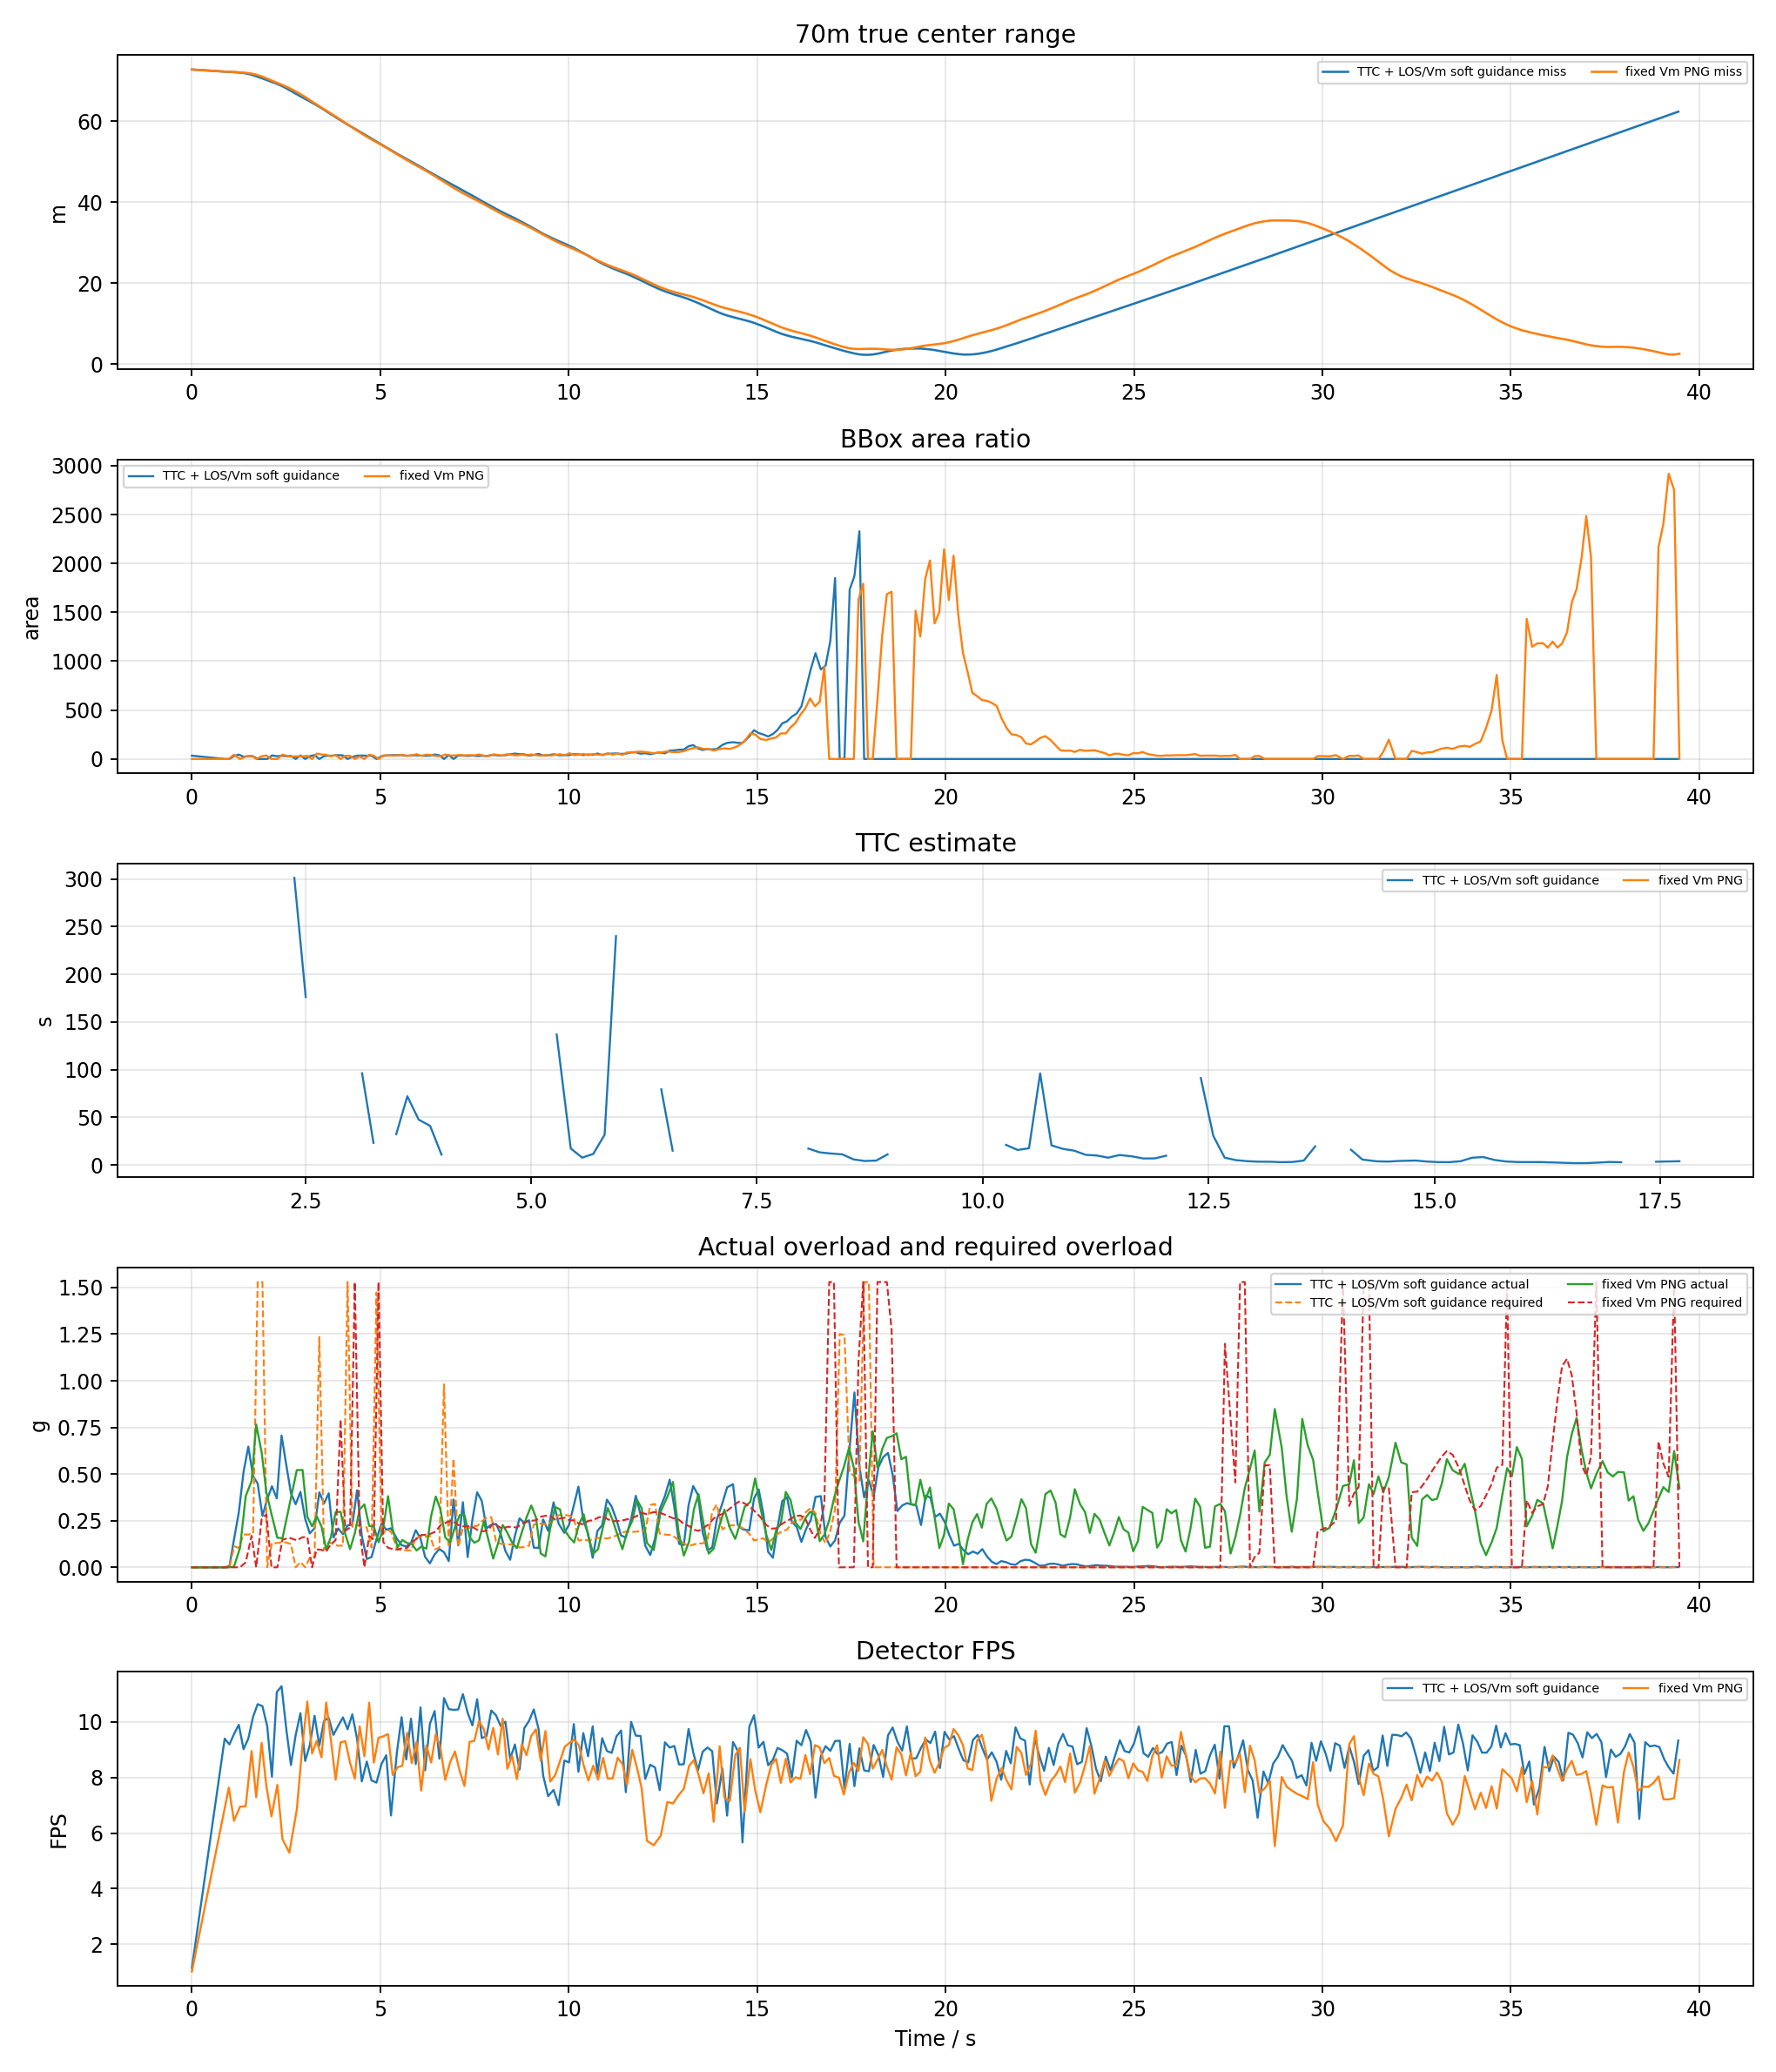 70m true center range
TTC + LOS/Vm soft guidance miss fixed Vm PNG miss
60
40
20
0
m
0 5 10 15 20 25 30 35 40
BBox area ratio
TTC + LOS/Vm soft guidance fixed Vm PNG
3000
2500
2000
1500
1000
500
0
area
0 5 10 15 20 25 30 35 40
TTC estimate
TTC + LOS/Vm soft guidance fixed Vm PNG
300
250
200
150
100
50
0
s
2.5 5.0 7.5 10.0 12.5 15.0 17.5
Actual overload and required overload
TTC + LOS/Vm soft guidance actual fixed Vm PNG actual
TTC + LOS/Vm soft guidance required fixed Vm PNG required
1.50
1.25
1.00
0.75
0.50
0.25
0.00
g
0 5 10 15 20 25 30 35 40
Detector FPS
TTC + LOS/Vm soft guidance fixed Vm PNG
10
8
6
4
2
FPS
0 5 10 15 20 25 30 35 40
Time / s